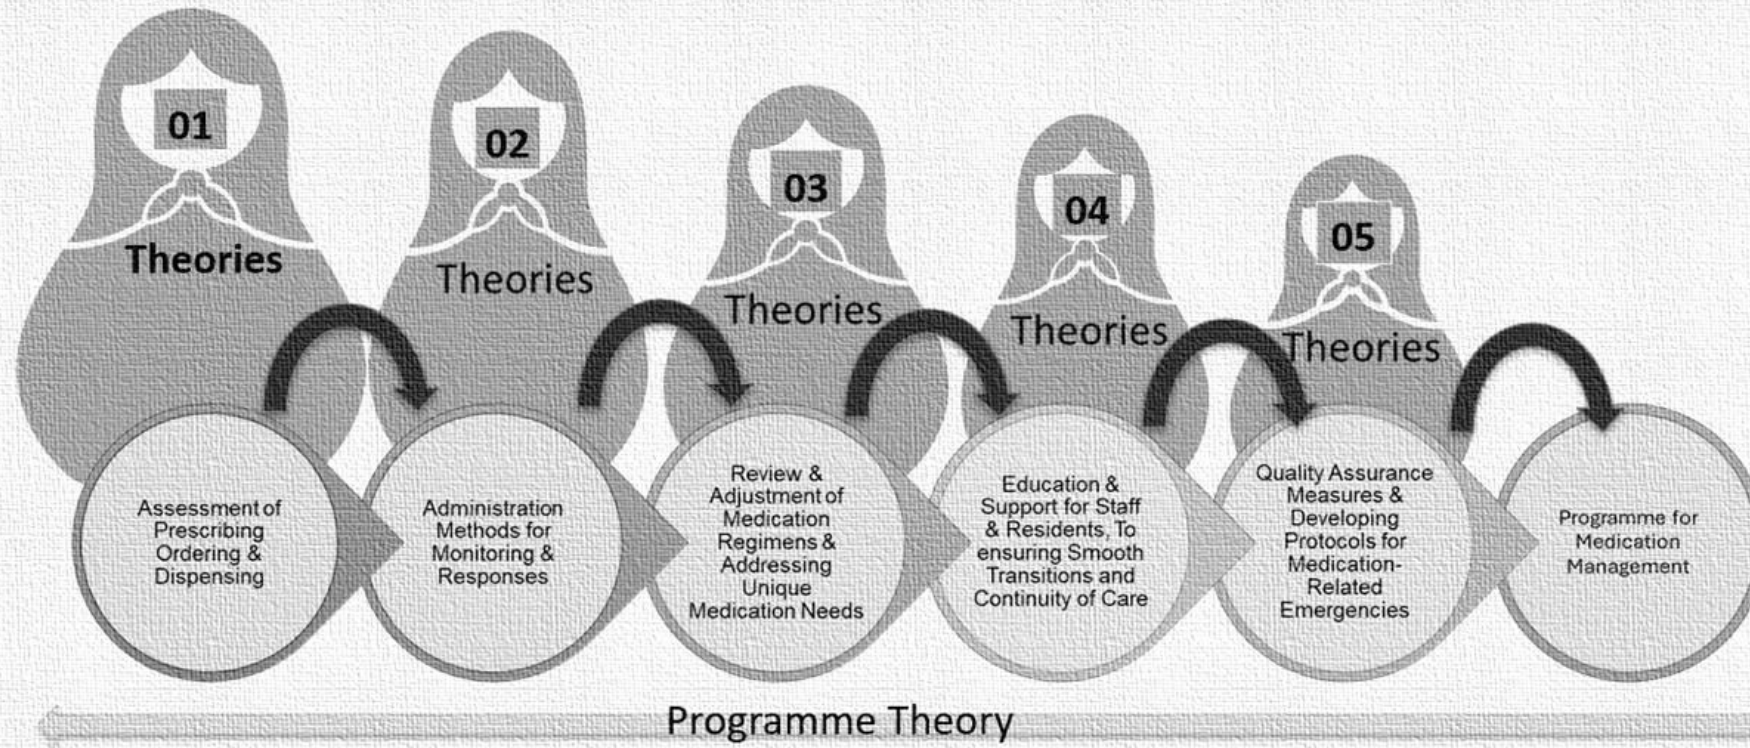 01
02
03
04
05
Theories
Theories
Theories
Theories
Theories
Assessment of
Prescribing
Ordering &
Dispensing
Administration
Methods for
Monitoring &
Responses
Review &
Adjustment of
Medication
Regimens &
Addressing
Unique
Medication Needs
Education &
Support for Staff
& Residents, To
ensuring Smooth
Transitions and
Continuity of Care
Quality Assurance
Measures &
Developing
Protocols for
Medication-
Related
Emergencies
Programme for
Medication
Management
Programme Theory